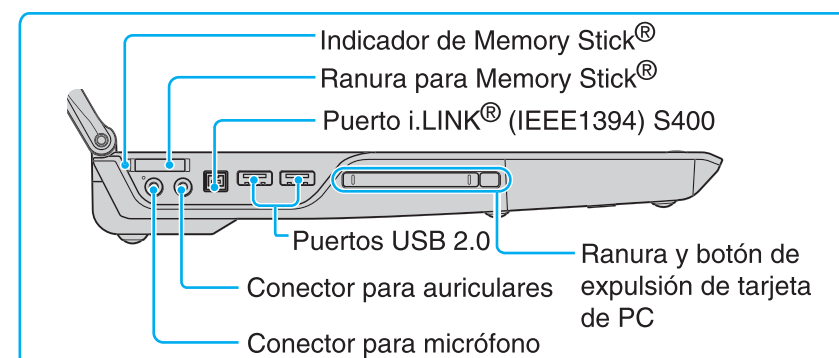 Indicador de Memory Stick®
Ranura para Memory Stick®
Puerto i.LINK® (IEEE1394) S400
Puertos USB 2.0
Ranura y botón de
expulsión de tarjeta
de PC
Conector para auriculares
Conector para micrófono